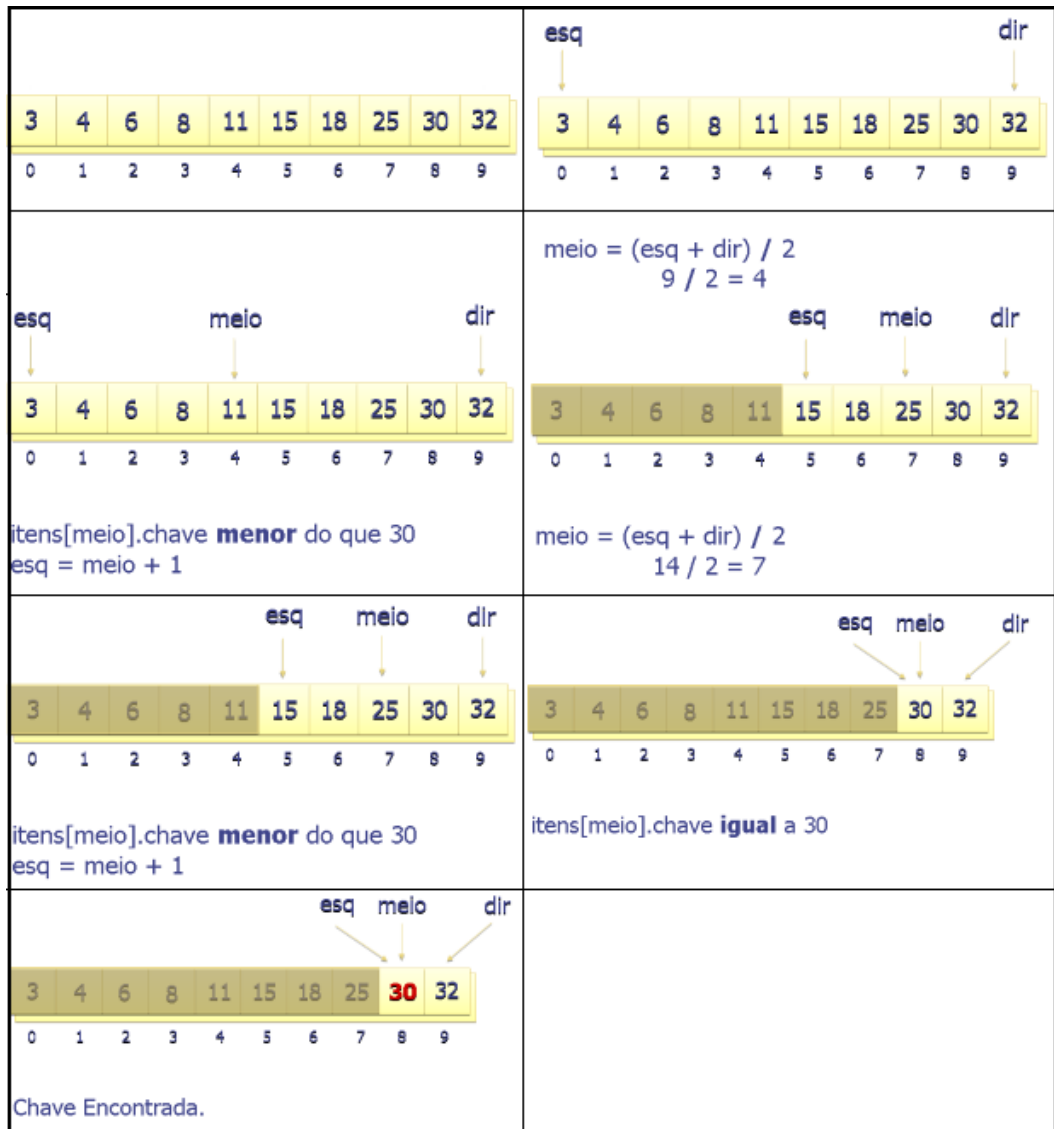 3 4 6 8 11 15 18 25 30 32
0 1 2 3 4 5 6 7 8 9
esq dir
3 4 6 8 11 15 18 25 30 32
0 1 2 3 4 5 6 7 8 9
esq meio dir
3 4 6 8 11 15 18 25 30 32
0 1 2 3 4 5 6 7 8 9
itens[meio].chave menor do que 30
esq = meio + 1
meio = (esq + dir) / 2
9 / 2 = 4
esq meio dir
3 4 6 8 11 15 18 25 30 32
0 1 2 3 4 5 6 7 8 9
meio = (esq + dir) / 2
14 / 2 = 7
esq meio dir
3 4 6 8 11 15 18 25 30 32
0 1 2 3 4 5 6 7 8 9
itens[meio].chave menor do que 30
esq = meio + 1
esq meio dir
3 4 6 8 11 15 18 25 30 32
0 1 2 3 4 5 6 7 8 9
itens[meio].chave igual a 30
esq meio dir
3 4 6 8 11 15 18 25 30 32
0 1 2 3 4 5 6 7 8 9
Chave Encontrada.